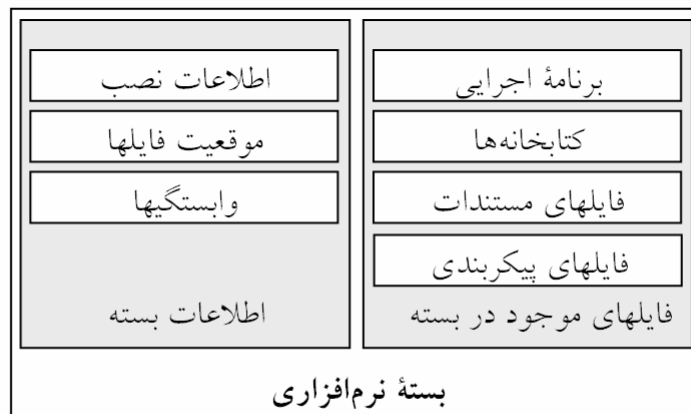 برنامهٔ اجرایی
کتابخانه‌ها
فایلهای مستندات
فایلهای پیکربندی
فایلهای موجود در بسته
اطلاعات نصب
موقعیت فایلها
وابستگیها
اطلاعات بسته
بستهٔ نرم‌افزاری